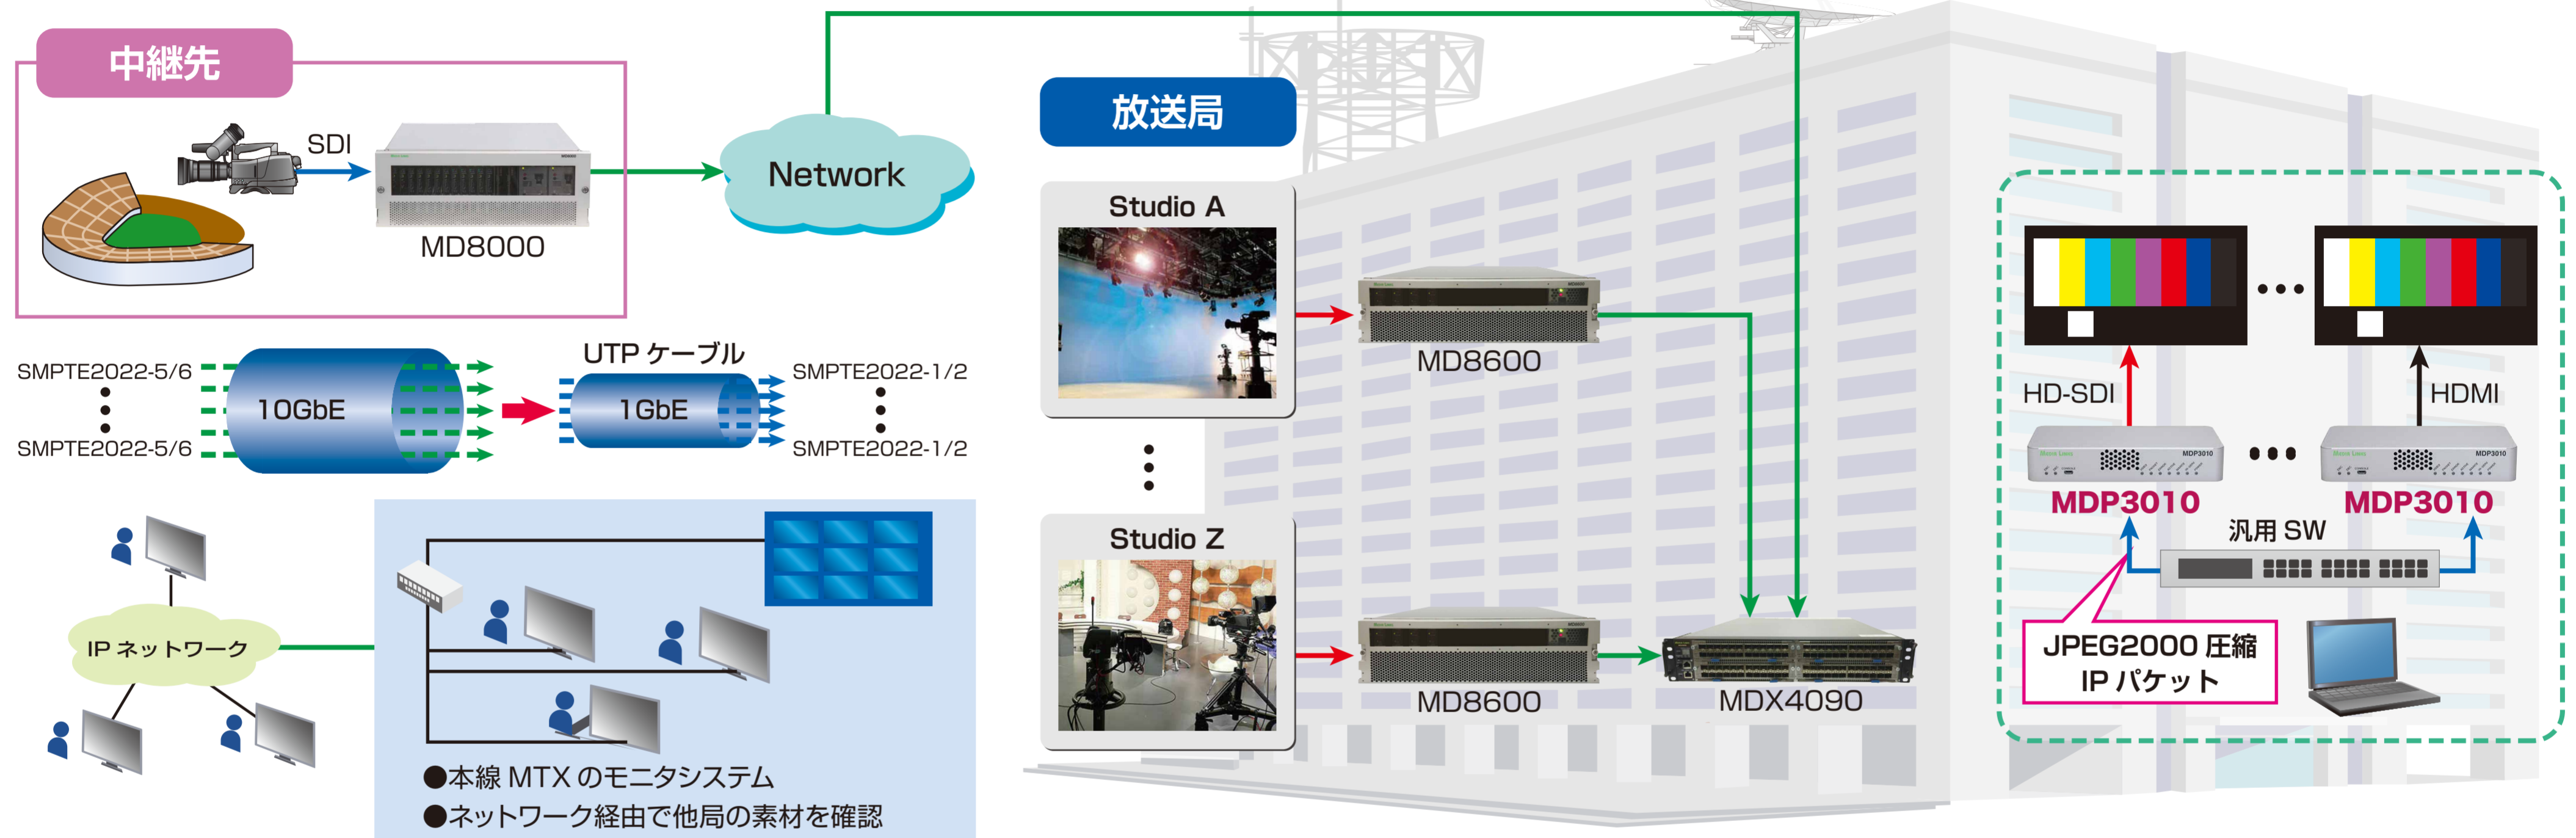 中継先
SDI
MD8000
Network
SMPTE2022-5/6
SMPTE2022-5/6
10GbE
UTP ケーブル
1GbE
SMPTE2022-1/2
SMPTE2022-1/2
IP ネットワーク
●本線 MTX のモニタシステム
●ネットワーク経由で他局の素材を確認
放送局
Studio A
MD8600
Studio Z
MD8600
MDX4090
HD-SDI
HDMI
MDP3010
MDP3010
MDP3010
MDP3010
汎用 SW
JPEG2000 圧縮
IP パケット